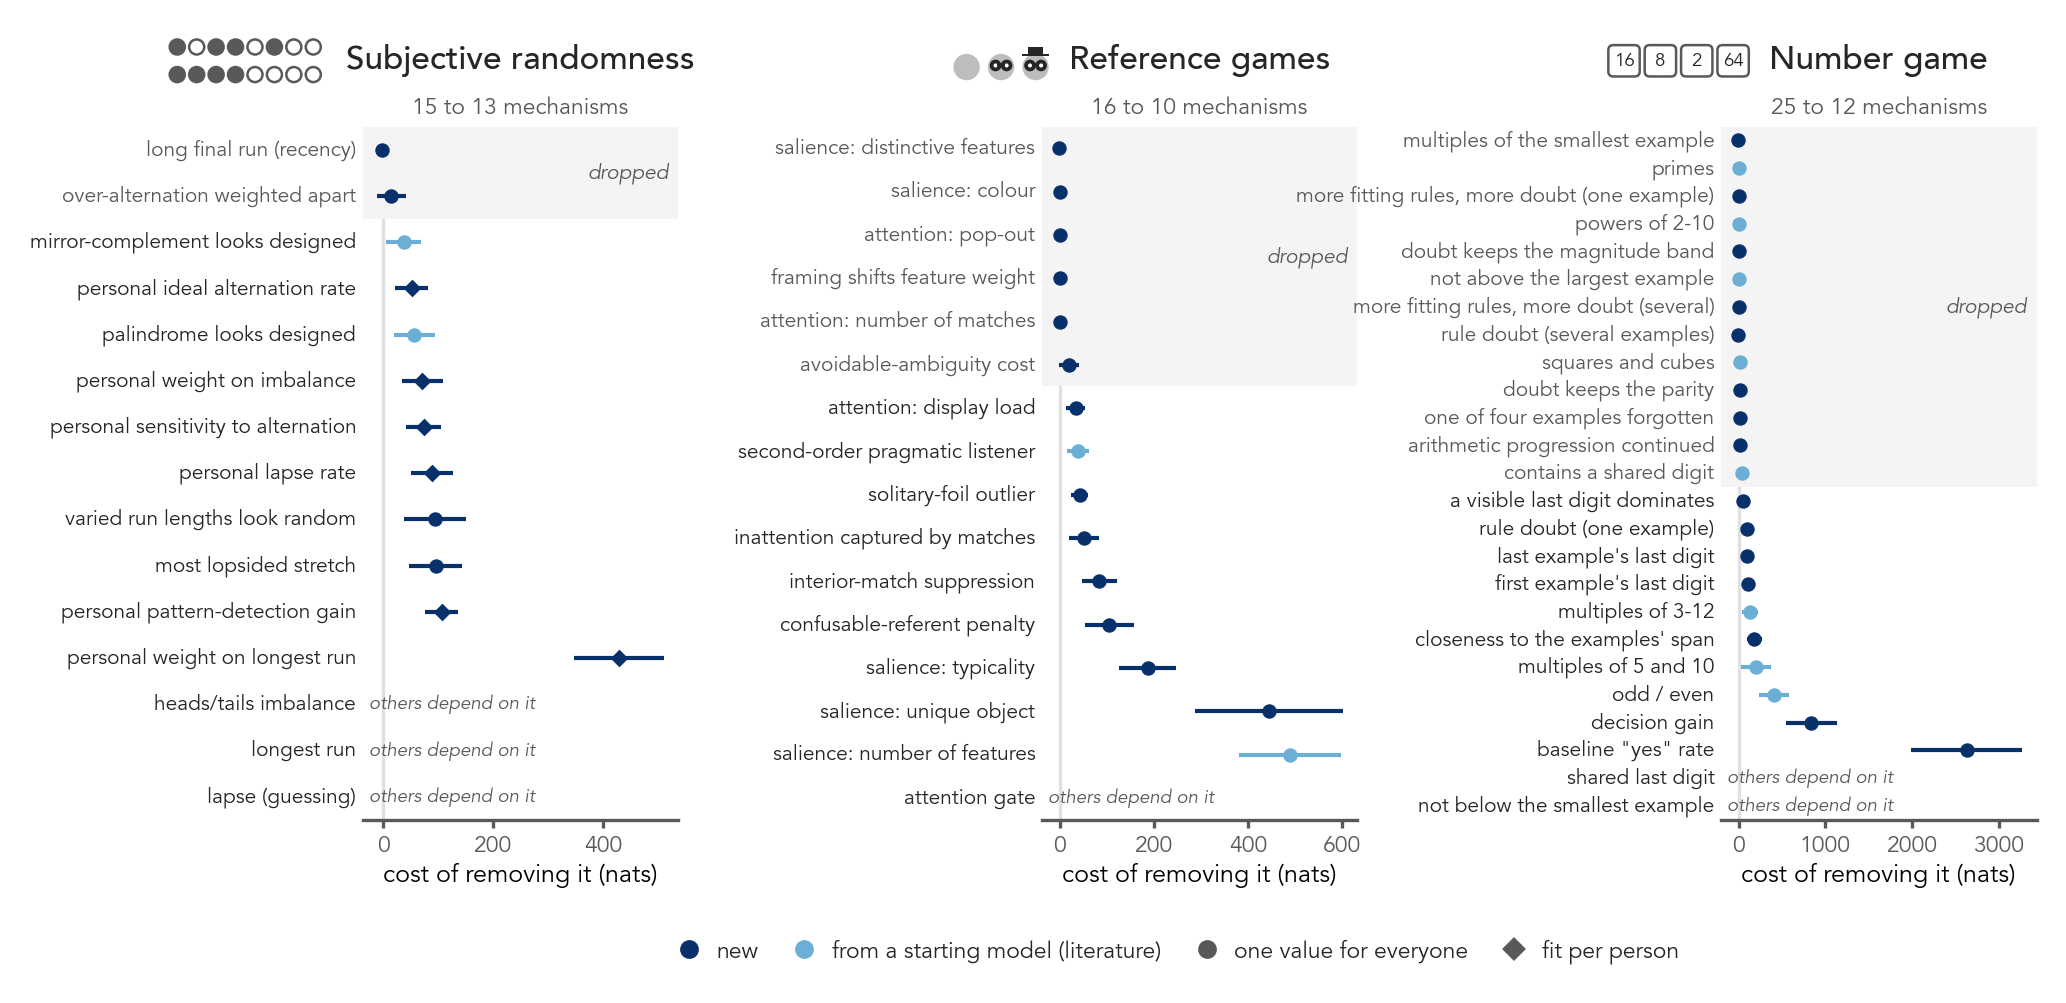 Subjective randomness
15 to 13 mechanisms
long final run (recency)
dropped
over-alternation weighted apart
mirror-complement looks designed
personal ideal alternation rate
palindrome looks designed
personal weight on imbalance
personal sensitivity to alternation
personal lapse rate
varied run lengths look random
most lopsided stretch
personal pattern-detection gain
personal weight on longest run
heads/tails imbalance others depend on it
longest run others depend on it
lapse (guessing) others depend on it
0 200 400
cost of removing it (nats)
Reference games
16 to 10 mechanisms
salience: distinctive features
salience: colour
attention: pop-out
dropped
framing shifts feature weight
attention: number of matches
avoidable-ambiguity cost
attention: display load
second-order pragmatic listener
solitary-foil outlier
inattention captured by matches
interior-match suppression
confusable-referent penalty
salience: typicality
salience: unique object
salience: number of features
attention gate others depend on it
0 200 400 600
cost of removing it (nats)
16 8 2 64 Number game
25 to 12 mechanisms
multiples of the smallest example
primes
more fitting rules, more doubt (one example)
powers of 2-10
doubt keeps the magnitude band
not above the largest example
more fitting rules, more doubt (several)
dropped
rule doubt (several examples)
squares and cubes
doubt keeps the parity
one of four examples forgotten
arithmetic progression continued
contains a shared digit
a visible last digit dominates
rule doubt (one example)
last example's last digit
first example's last digit
multiples of 3-12
closeness to the examples' span
multiples of 5 and 10
odd / even
decision gain
baseline "yes" rate
shared last digit others depend on it
not below the smallest example others depend on it
0 1000 2000 3000
cost of removing it (nats)
new from a starting model (literature) one value for everyone fit per person